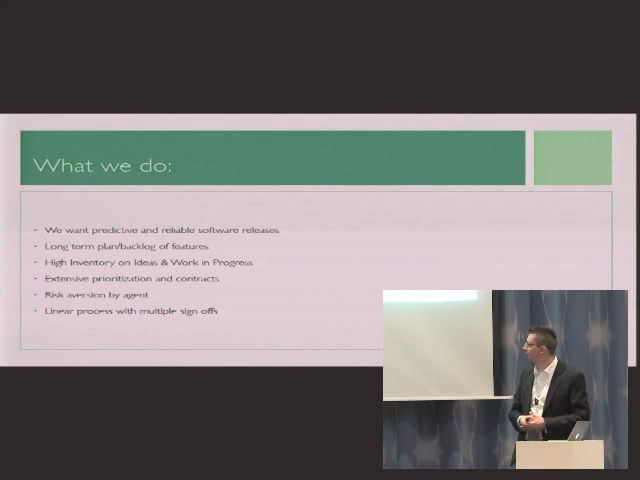 What we do:
• We want predictive and reliable software releases
• Long term plan/backlog of features
• High Inventory on Ideas & Work in Progress
• Extensive prioritization and contracts
• Risk aversion by agent
• Linear process with multiple sign offs